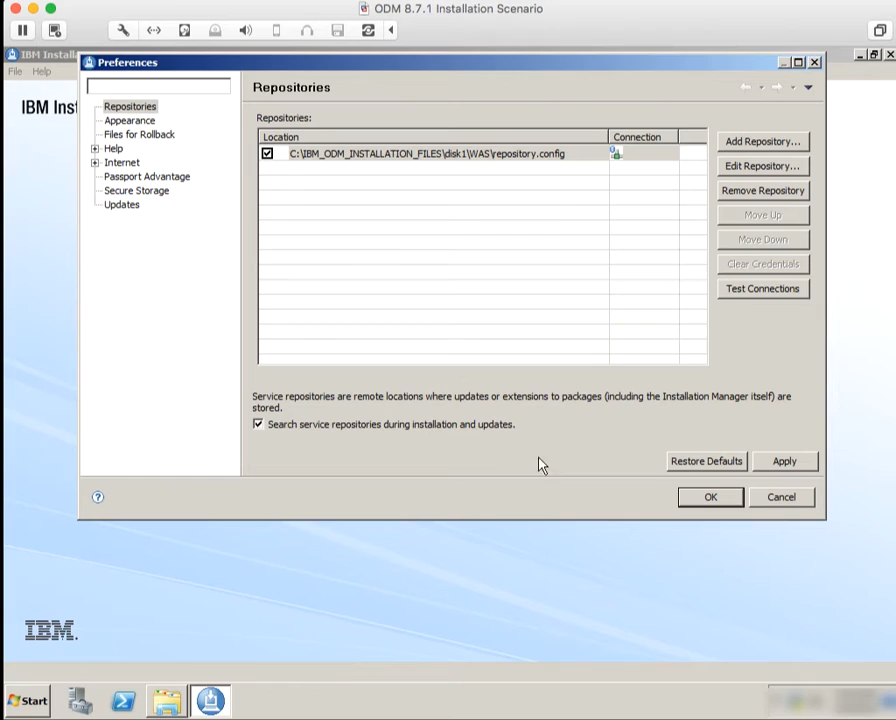 ODM 8.7.1 Installation Scenario
IBM Instal
File Help
IBM Inst
Preferences
Repositories
Appearance
Files for Rollback
Help
Internet
Passport Advantage
Secure Storage
Updates
Repositories
Repositories:
Location Connection
C:\IBM_ODM_INSTALLATION_FILES\disk1\WAS\repository.config
Add Repository...
Edit Repository...
Remove Repository
Move Up
Move Down
Clear Credentials
Test Connections
Service repositories are remote locations where updates or extensions to packages (including the Installation Manager itself) are
stored.
Search service repositories during installation and updates.
Restore Defaults Apply
OK Cancel
IBM.
Start